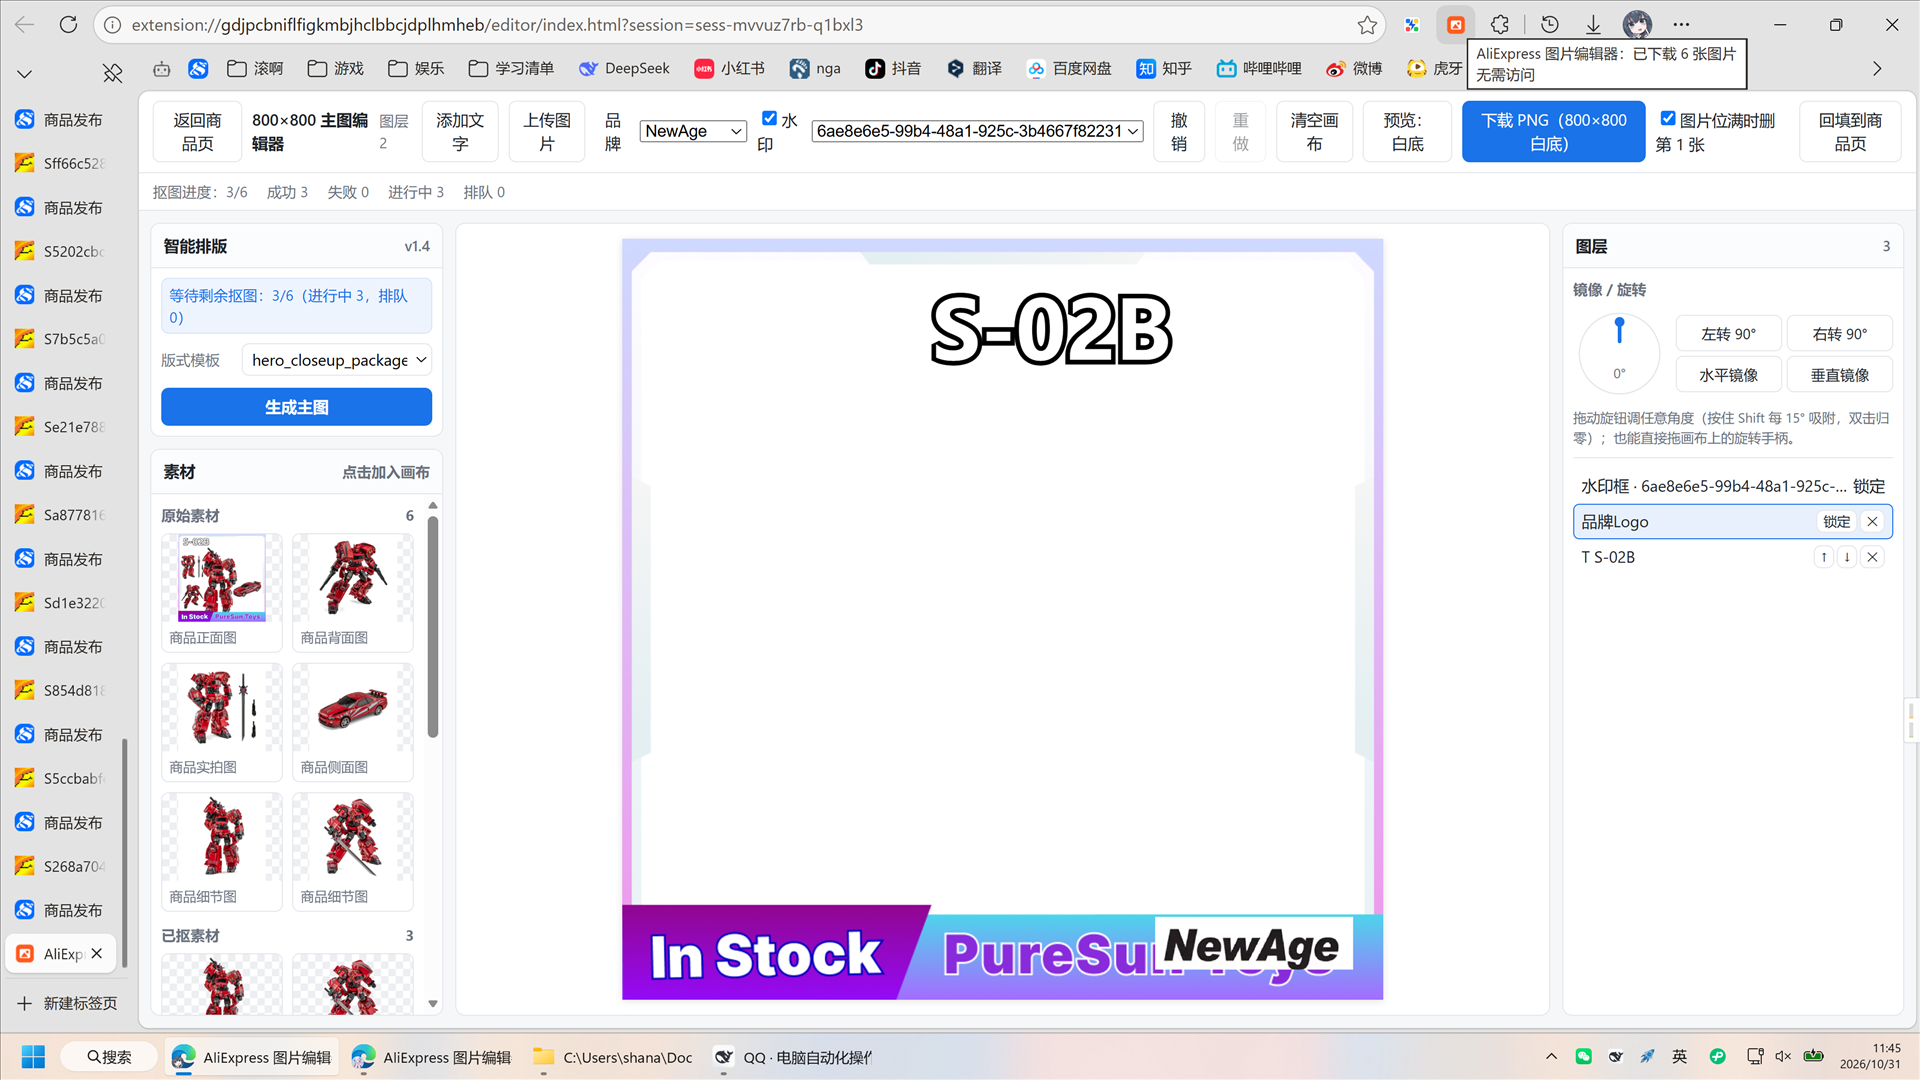 extension://gdjpcbniflfigkmbjhclbbcjdplhmheb/editor/index.html?session=sess-mvvuz7rb-q1bxl3
AliExpress 图片编辑器：已下载 6 张图片
无需访问
滚啊
游戏
娱乐
学习清单
DeepSeek
小红书
nga
抖音
翻译
百度网盘
知乎
哔哩哔哩
微博
虎牙
商品发布
Sff66c528
商品发布
S5202cbc
商品发布
S7b5c5a0
商品发布
Se21e788
商品发布
Sa877816
商品发布
Sd1e3220
商品发布
S854d818
商品发布
S5ccbabf
商品发布
S268a704
商品发布
AliExp
新建标签页
返回商品页
800×800 主图编辑器
图层 2
添加文字
上传图片
品牌
NewAge
水印
6ae8e6e5-99b4-48a1-925c-3b4667f82231
撤销
重做
清空画布
预览：白底
下载 PNG（800×800 白底）
图片位满时删第 1 张
回填到商品页
抠图进度：3/6 成功 3 失败 0 进行中 3 排队 0
智能排版 v1.4
等待剩余抠图：3/6（进行中 3，排队
0）
版式模板 hero_closeup_package
生成主图
素材 点击加入画布
原始素材 6
S-02B
In Stock PureSun Toys
商品正面图
商品背面图
商品实拍图
商品侧面图
商品细节图
商品细节图
已抠素材 3
S-02B
In Stock
PureSun Toys
NewAge
图层 3
镜像 / 旋转
0°
左转 90°
右转 90°
水平镜像
垂直镜像
拖动旋钮调任意角度（按住 Shift 每 15° 吸附，双击归
零）；也能直接拖画布上的旋转手柄。
水印框 · 6ae8e6e5-99b4-48a1-925c-... 锁定
品牌Logo 锁定
T S-02B
搜索
AliExpress 图片编辑
AliExpress 图片编辑
C:\Users\shana\Doc
QQ · 电脑自动化操作
英
11:45
2026/10/31